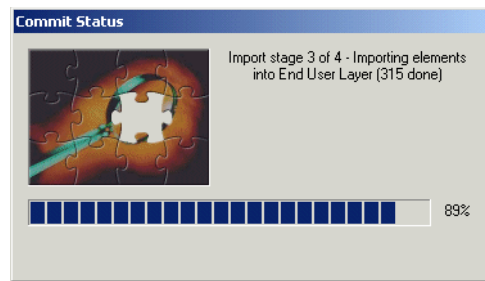 Commit Status
Import stage 3 of 4 - Importing elements
into End User Layer (315 done)
89%